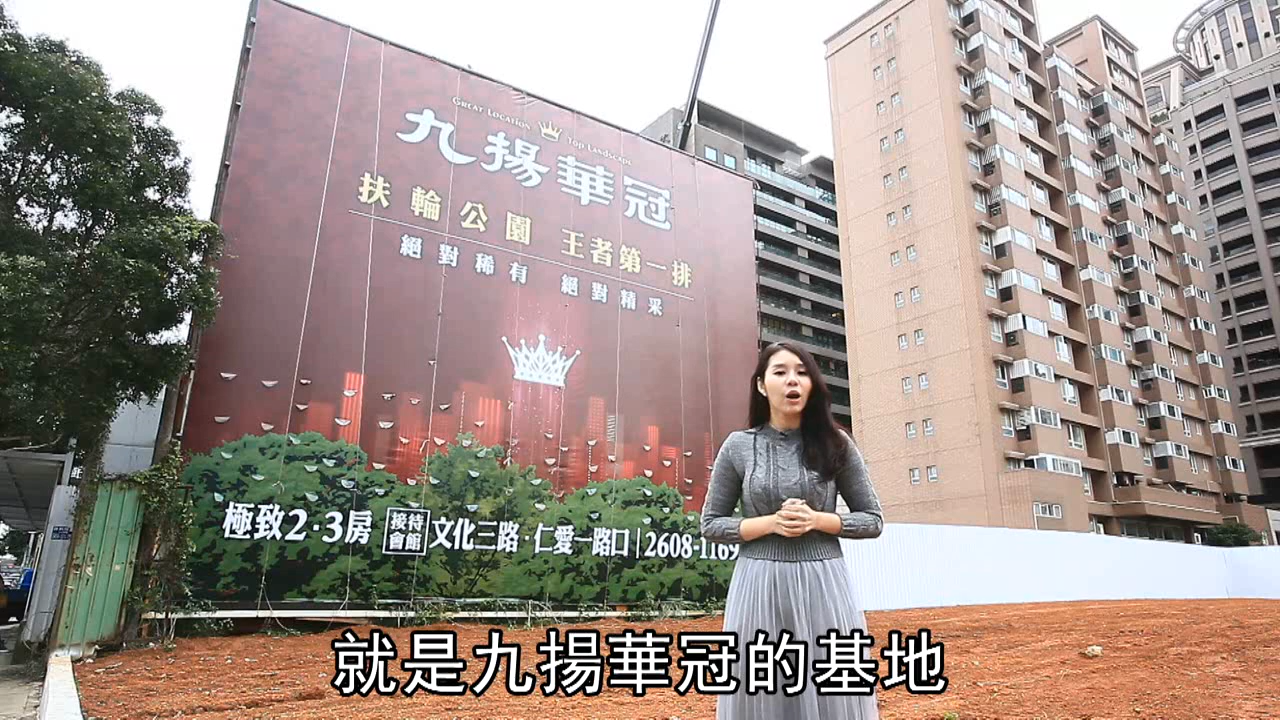 GREAT LOCATION TOP LANDSCAPE
九揚華冠
扶輪公園 王者第一排
絕對稀有 絕對精采
極致2·3房 接待會館 文化三路·仁愛一路口 | 2608-1169
就是九揚華冠的基地